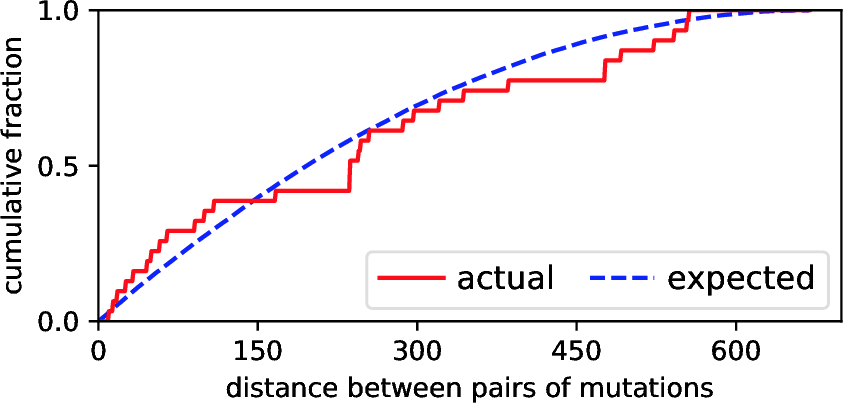 1.0
0.5
0.0
cumulative fraction
actual expected
0 150 300 450 600
distance between pairs of mutations